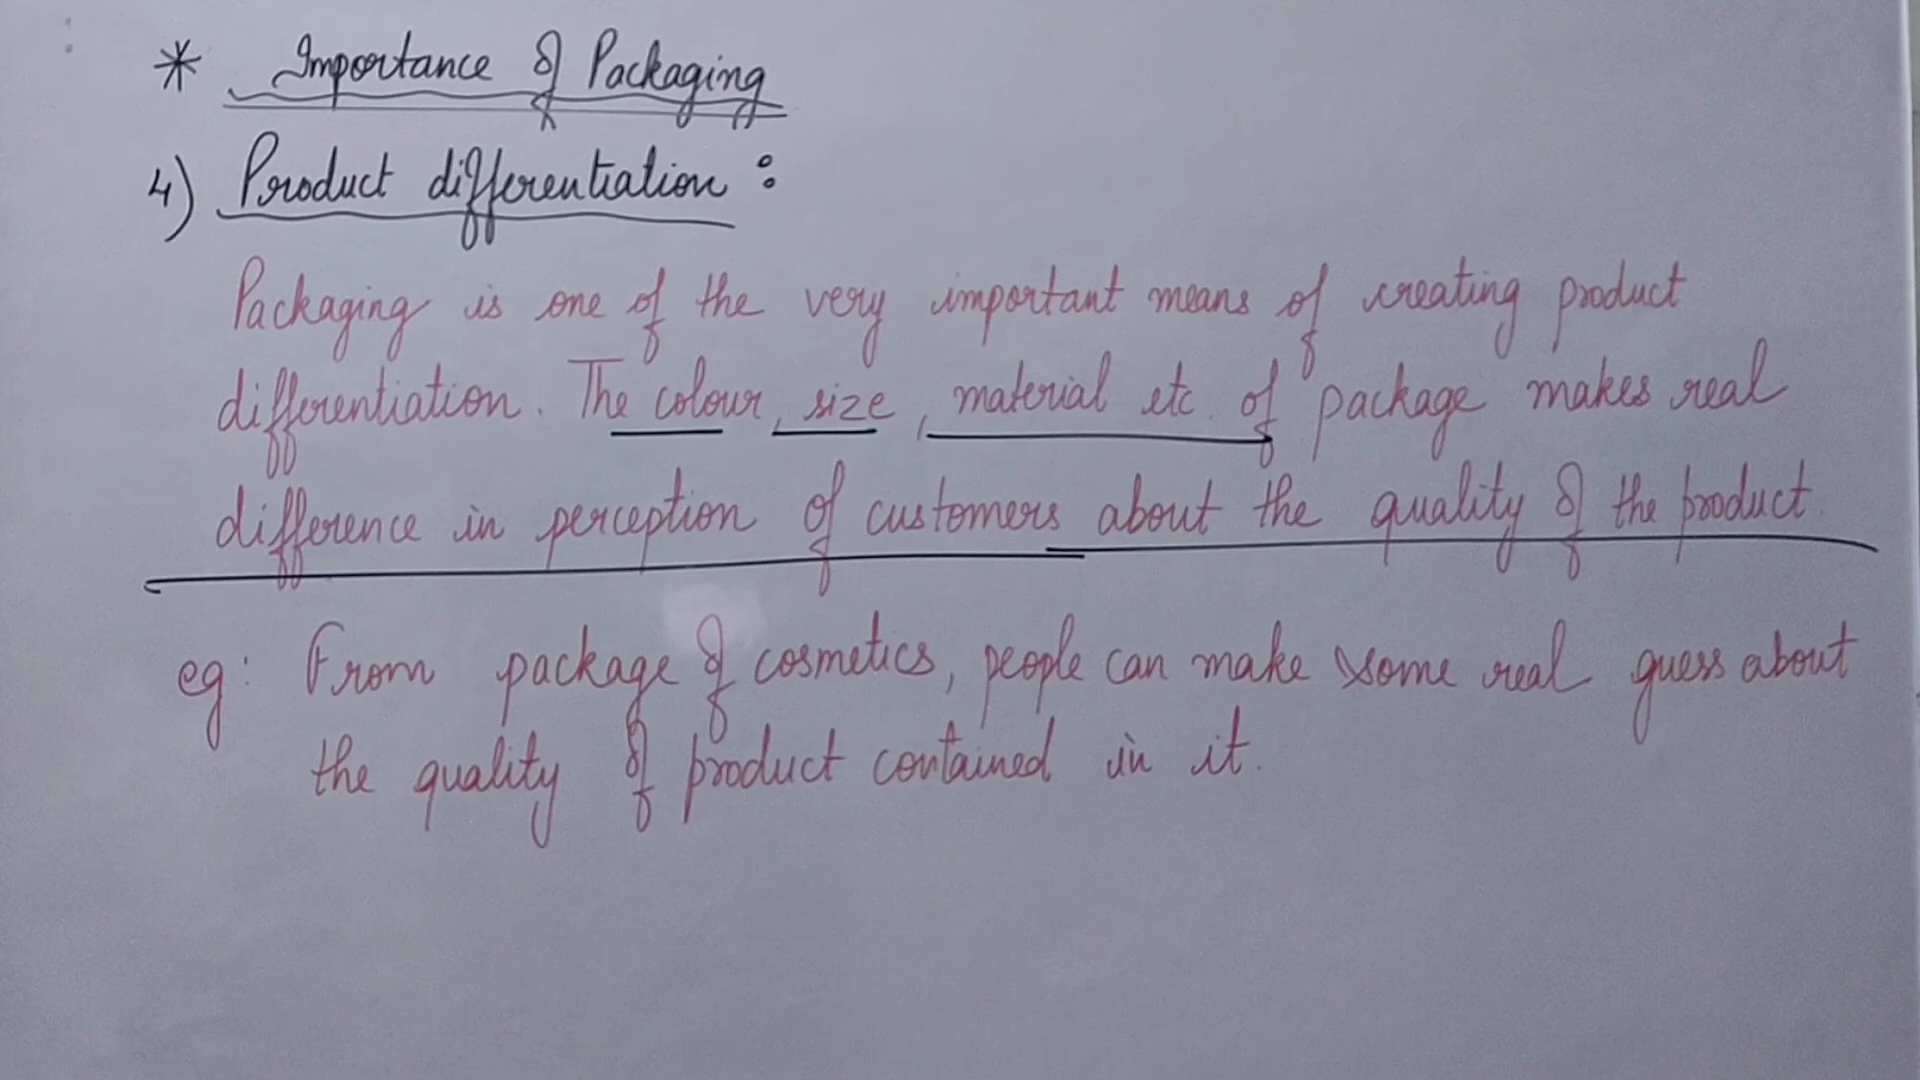 * Importance of Packaging
4) Product differentiation :
Packaging is one of the very important means of creating product
differentiation. The colour, size, material etc. of package makes real
difference in perception of customers about the quality of the product.
eg: From package of cosmetics, people can make some real guess about
the quality of product contained in it.